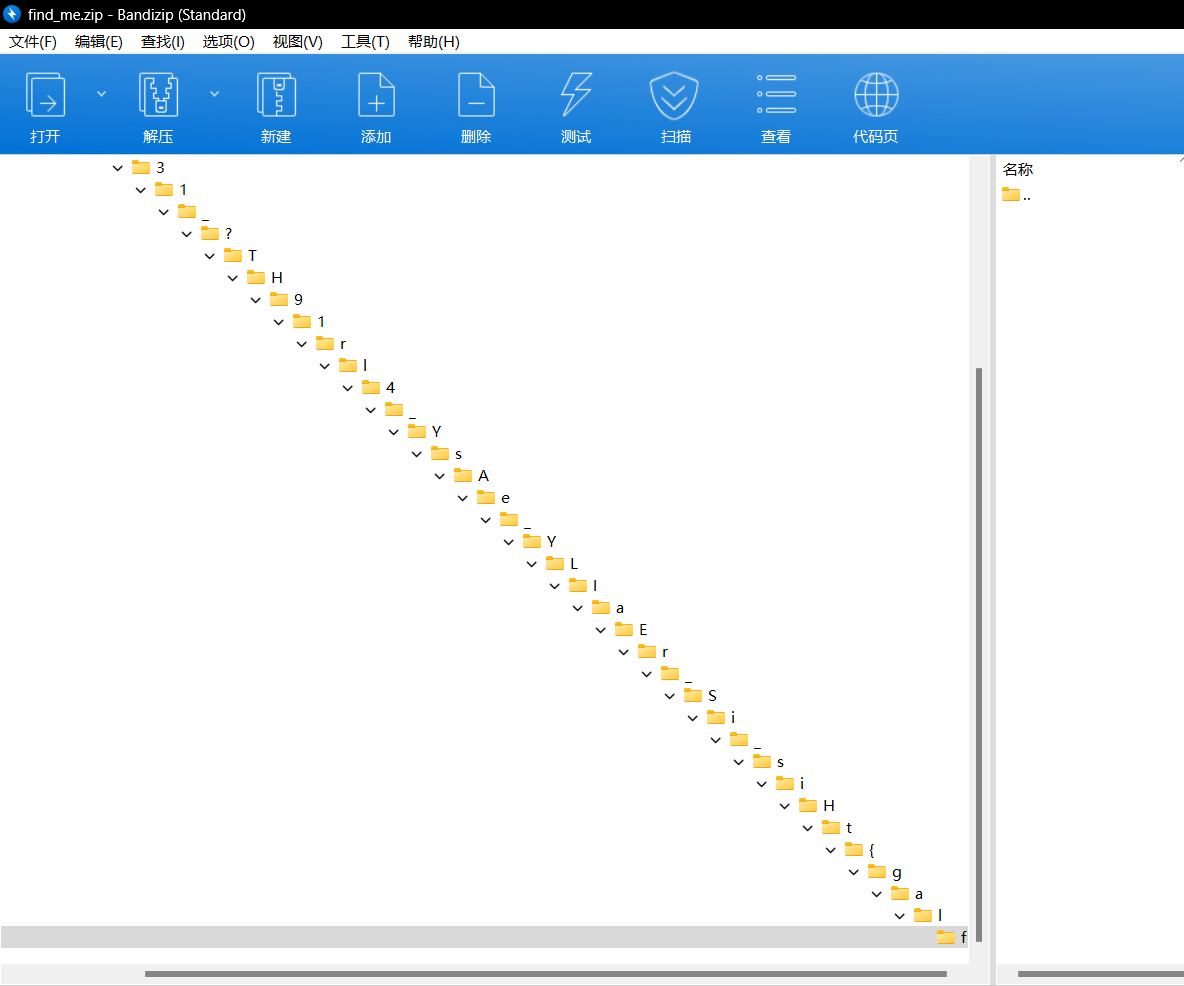 find_me.zip - Bandizip (Standard)
文件(F) 编辑(E) 查找(I) 选项(O) 视图(V) 工具(T) 帮助(H)
打开 解压 新建 添加 删除 测试 扫描 查看 代码页
名称
..
3
1
_
?
T
H
9
1
r
l
4
_
Y
s
A
e
_
Y
L
l
a
E
r
_
S
i
_
s
i
H
t
{
g
a
l
f